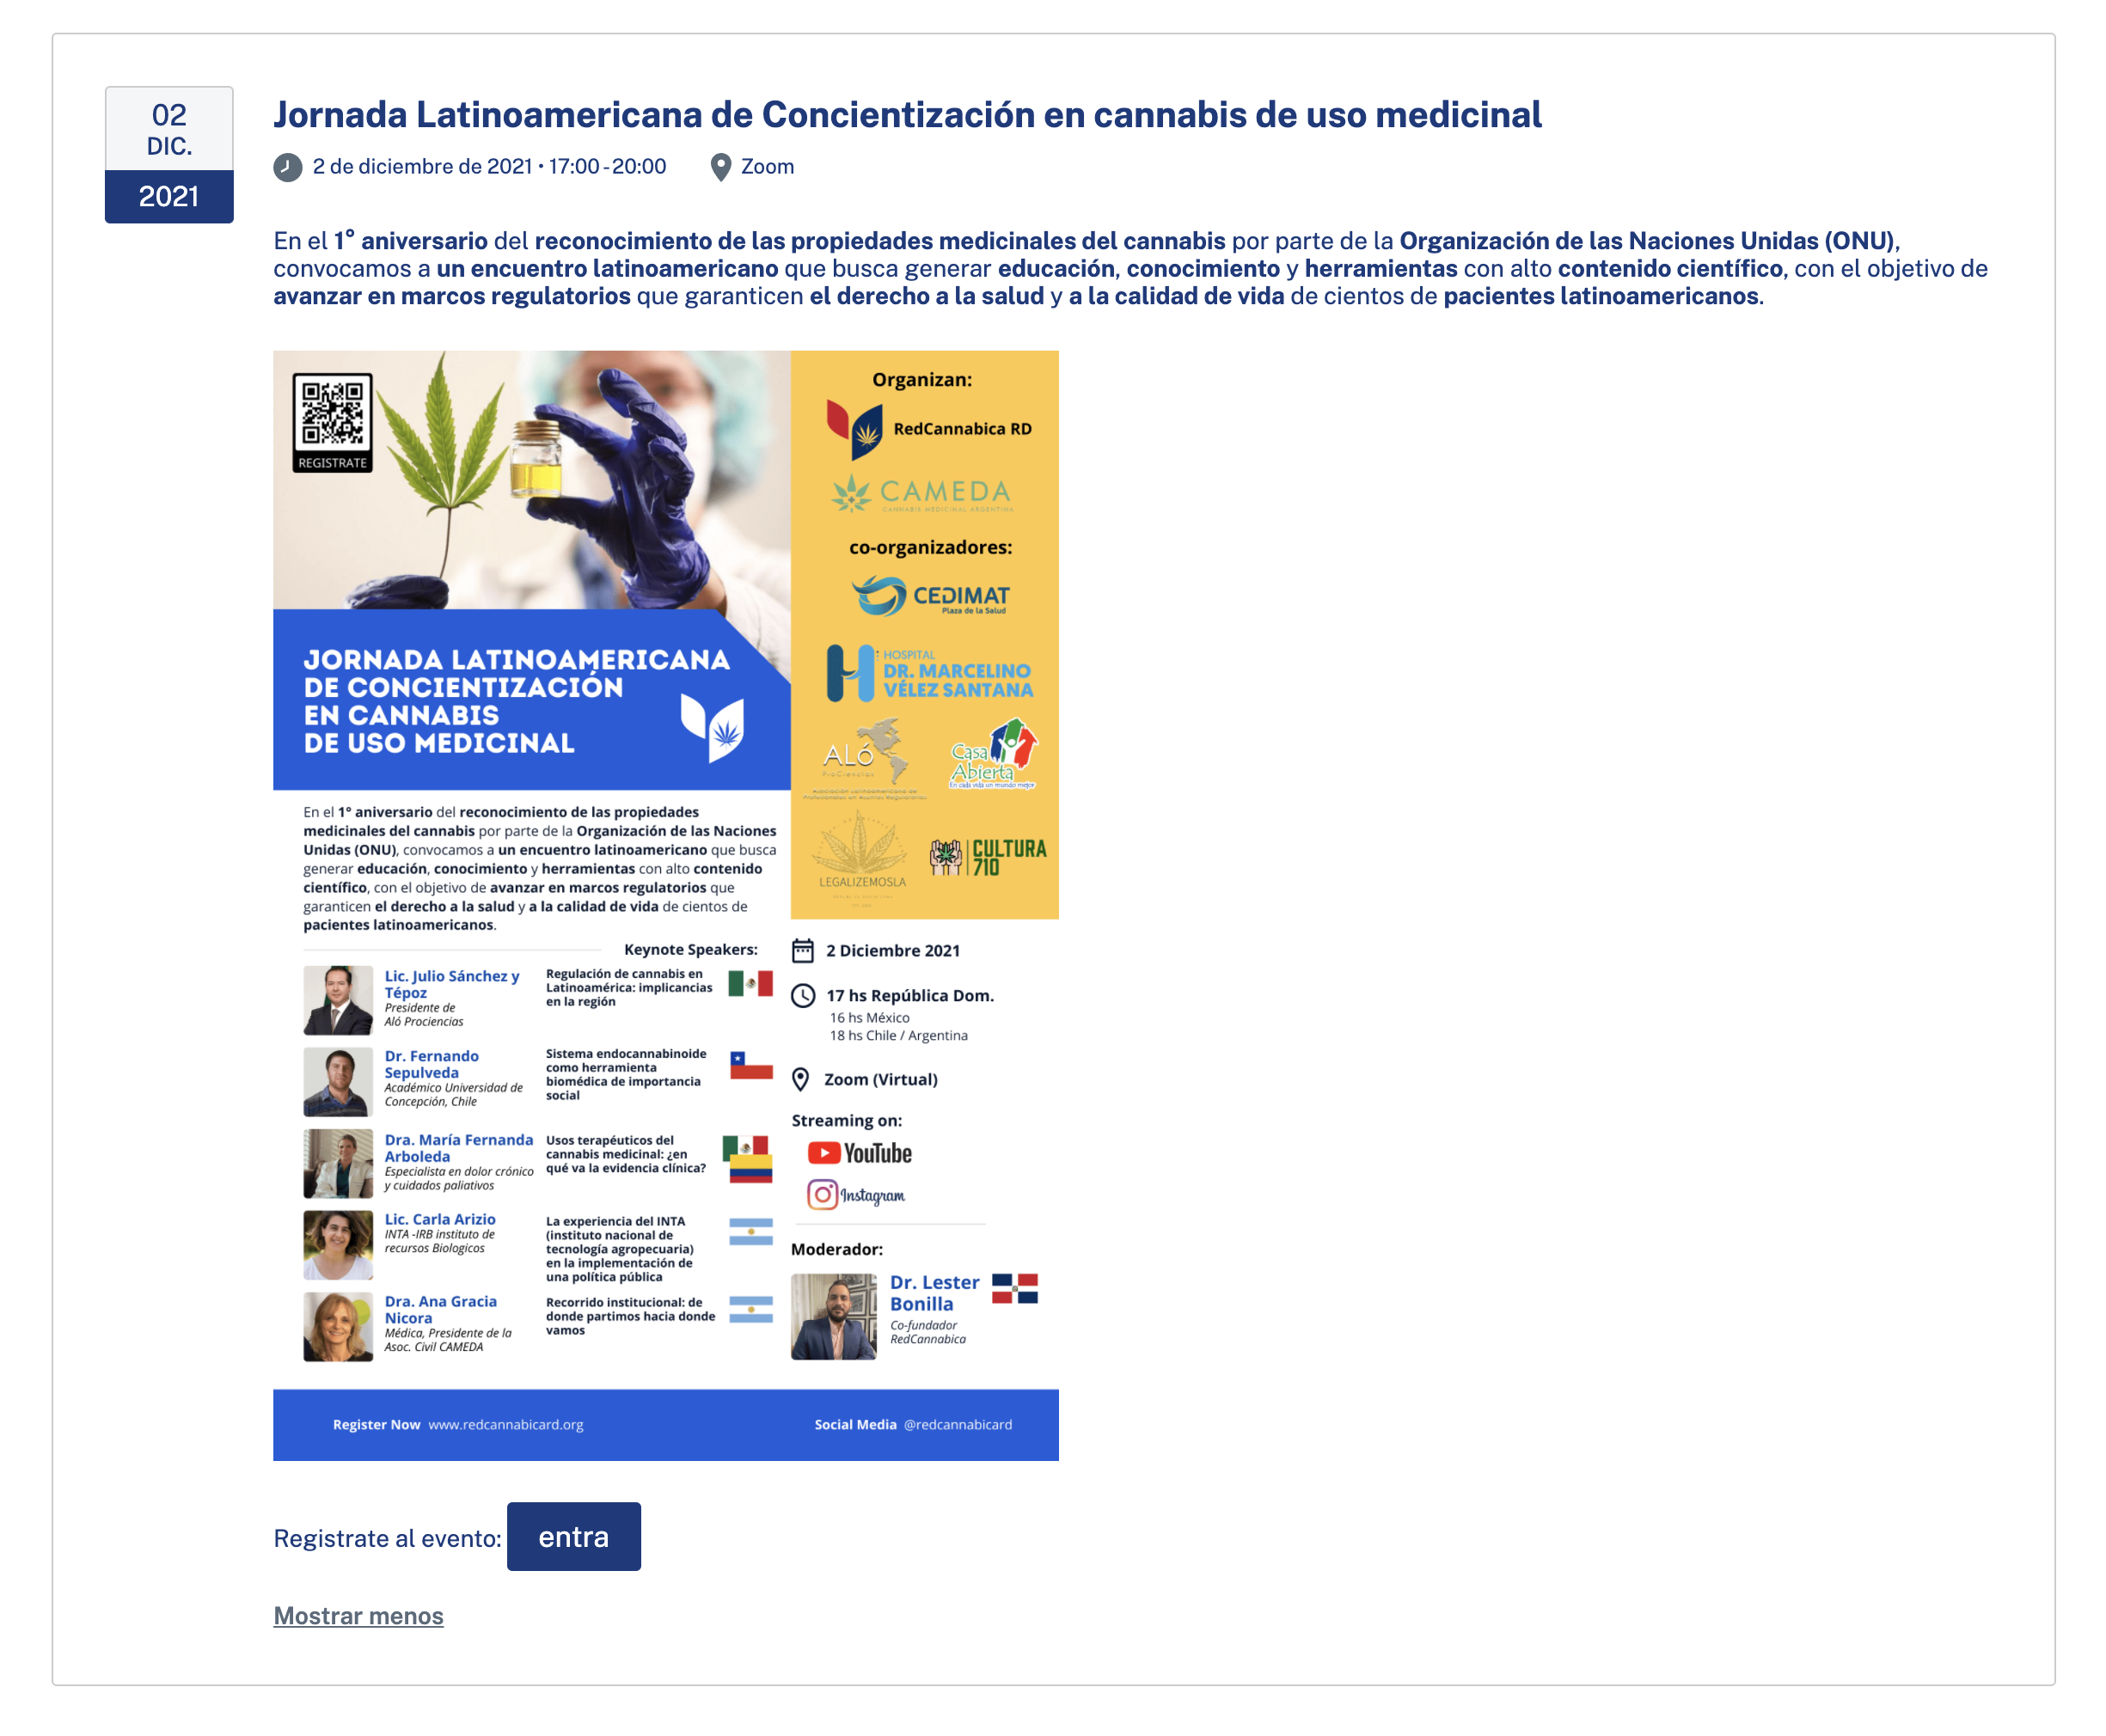 02
DIC.
2021
Jornada Latinoamericana de Concientización en cannabis de uso medicinal
2 de diciembre de 2021 • 17:00 - 20:00 Zoom
En el 1° aniversario del reconocimiento de las propiedades medicinales del cannabis por parte de la Organización de las Naciones Unidas (ONU),
convocamos a un encuentro latinoamericano que busca generar educación, conocimiento y herramientas con alto contenido científico, con el objetivo de
avanzar en marcos regulatorios que garanticen el derecho a la salud y a la calidad de vida de cientos de pacientes latinoamericanos.
REGISTRATE
JORNADA LATINOAMERICANA
DE CONCIENTIZACIÓN
EN CANNABIS
DE USO MEDICINAL
Organizan:
RedCannabica RD
CAMEDA
CANNABIS MEDICINAL ARGENTINA
co-organizadores:
CEDIMAT
Plaza de la Salud
HOSPITAL
DR. MARCELINO
VÉLEZ SANTANA
ALÓ
ProCiencias
Asociación Latinoamericana de
Profesionales en Asuntos Regulatorios
Casa
Abierta
En cada vida un mundo mejor
LEGALIZEMOSLA
CULTURA
710
En el 1° aniversario del reconocimiento de las propiedades
medicinales del cannabis por parte de la Organización de las Naciones
Unidas (ONU), convocamos a un encuentro latinoamericano que busca
generar educación, conocimiento y herramientas con alto contenido
científico, con el objetivo de avanzar en marcos regulatorios que
garanticen el derecho a la salud y a la calidad de vida de cientos de
pacientes latinoamericanos.
Keynote Speakers:
Lic. Julio Sánchez y
Tépoz
Presidente de
Aló Prociencias
Regulación de cannabis en
Latinoamérica: implicancias
en la región
Dr. Fernando
Sepulveda
Académico Universidad de
Concepción, Chile
Sistema endocannabinoide
como herramienta
biomédica de importancia
social
Dra. María Fernanda
Arboleda
Especialista en dolor crónico
y cuidados paliativos
Usos terapéuticos del
cannabis medicinal: ¿en
qué va la evidencia clínica?
Lic. Carla Arizio
INTA -IRB instituto de
recursos Biologicos
La experiencia del INTA
(instituto nacional de
tecnología agropecuaria)
en la implementación de
una política pública
Dra. Ana Gracia
Nicora
Médica, Presidente de la
Asoc. Civil CAMEDA
Recorrido institucional: de
donde partimos hacia donde
vamos
2 Diciembre 2021
17 hs República Dom.
16 hs México
18 hs Chile / Argentina
Zoom (Virtual)
Streaming on:
YouTube
Instagram
Moderador:
Dr. Lester
Bonilla
Co-fundador
RedCannabica
Register Now www.redcannabicard.org
Social Media @redcannabicard
Registrate al evento: entra
Mostrar menos